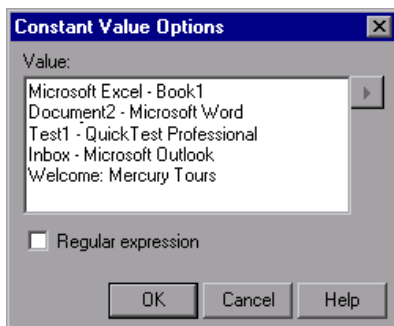 Constant Value Options
Value:
Microsoft Excel - Book1
Document2 - Microsoft Word
Test1 - QuickTest Professional
Inbox - Microsoft Outlook
Welcome: Mercury Tours
Regular expression
OK Cancel Help